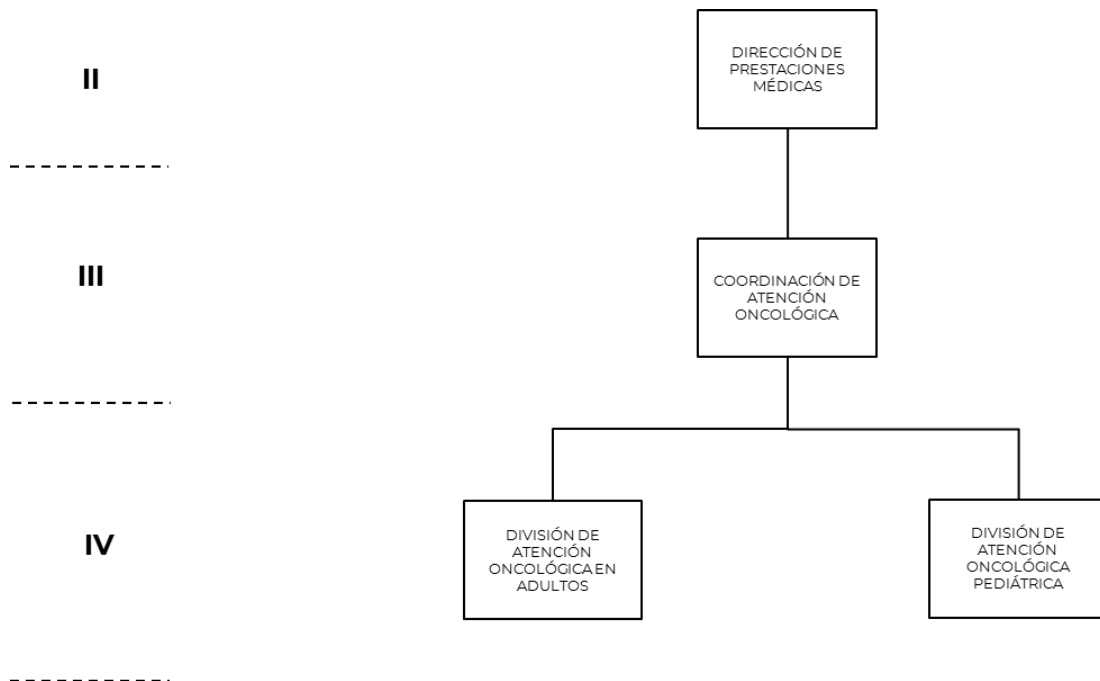 II
DIRECCIÓN DE
PRESTACIONES
MÉDICAS
III
COORDINACIÓN DE
ATENCIÓN
ONCOLÓGICA
IV
DIVISIÓN DE
ATENCIÓN
ONCOLÓGICA EN
ADULTOS
DIVISIÓN DE
ATENCIÓN
ONCOLÓGICA
PEDIÁTRICA